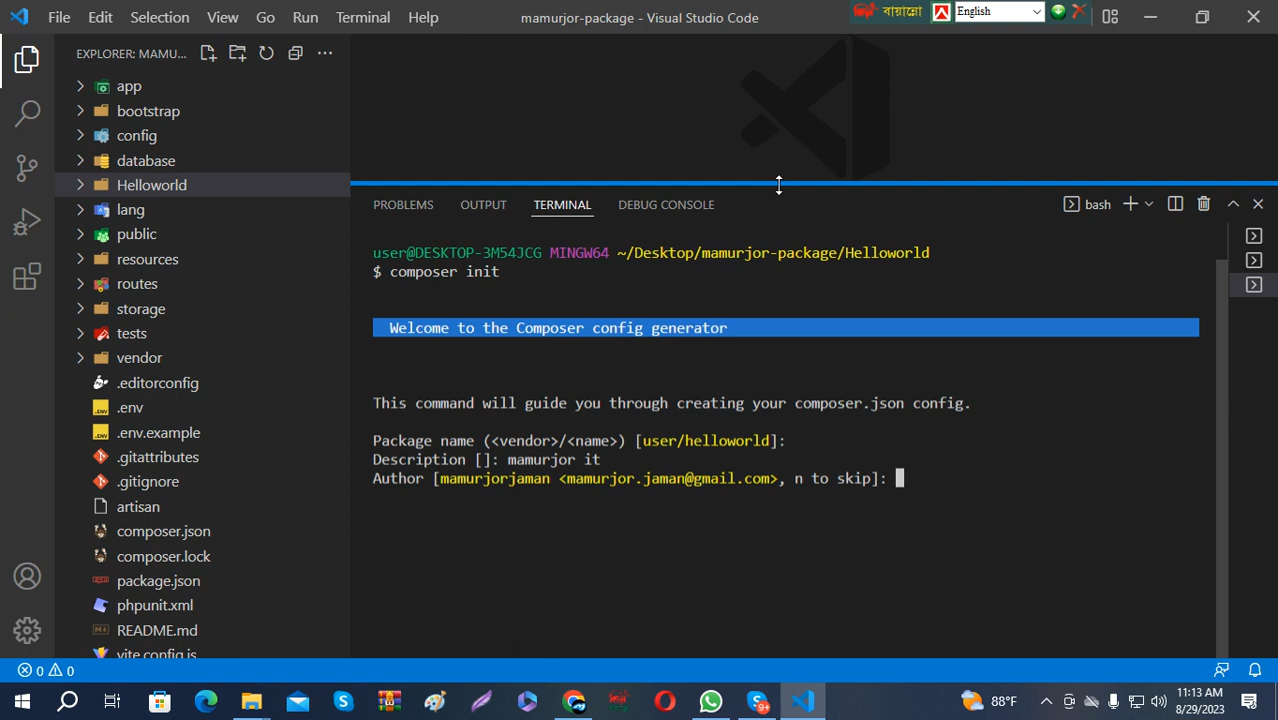 File Edit Selection View Go Run Terminal Help
mamurjor-package - Visual Studio Code
বায়ান্নো
English
EXPLORER: MAMU...
app
bootstrap
config
database
Helloworld
lang
public
resources
routes
storage
tests
vendor
.editorconfig
.env
.env.example
.gitattributes
.gitignore
artisan
composer.json
composer.lock
package.json
phpunit.xml
README.md
vite.config.js
PROBLEMS OUTPUT TERMINAL DEBUG CONSOLE
bash
user@DESKTOP-3M54JCG MINGW64 ~/Desktop/mamurjor-package/Helloworld
$ composer init
Welcome to the Composer config generator
This command will guide you through creating your composer.json config.
Package name (<vendor>/<name>) [user/helloworld]:
Description []: mamurjor it
Author [mamurjorjaman <mamurjor.jaman@gmail.com>, n to skip]:
0 0
88°F
11:13 AM
8/29/2023